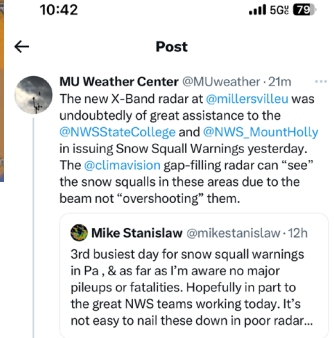 10:42
5G 79
Post
MU Weather Center @MUweather · 21m
The new X-Band radar at @millersvilleu was
undoubtedly of great assistance to the
@NWSStateCollege and @NWS_MountHolly
in issuing Snow Squall Warnings yesterday.
The @climavision gap-filling radar can “see”
the snow squalls in these areas due to the
beam not “overshooting” them.
Mike Stanislaw @mikestanislaw · 12h
3rd busiest day for snow squall warnings
in Pa , & as far as I’m aware no major
pileups or fatalities. Hopefully in part to
the great NWS teams working today. It’s
not easy to nail these down in poor radar...